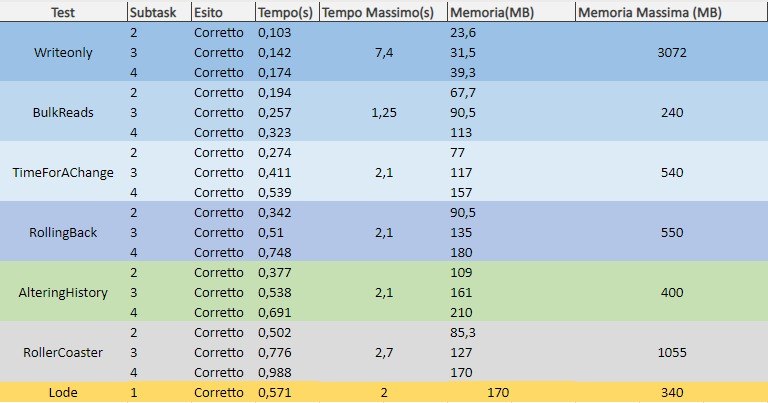 Test Subtask Esito Tempo(s) Tempo Massimo(s) Memoria(MB) Memoria Massima (MB)
2 Corretto 0,103 23,6
Writeonly 3 Corretto 0,142 7,4 31,5 3072
4 Corretto 0,174 39,3
2 Corretto 0,194 67,7
BulkReads 3 Corretto 0,257 1,25 90,5 240
4 Corretto 0,323 113
2 Corretto 0,274 77
TimeForAChange 3 Corretto 0,411 2,1 117 540
4 Corretto 0,539 157
2 Corretto 0,342 90,5
RollingBack 3 Corretto 0,51 2,1 135 550
4 Corretto 0,748 180
2 Corretto 0,377 109
AlteringHistory 3 Corretto 0,538 2,1 161 400
4 Corretto 0,691 210
2 Corretto 0,502 85,3
RollerCoaster 3 Corretto 0,776 2,7 127 1055
4 Corretto 0,988 170
Lode 1 Corretto 0,571 2 170 340